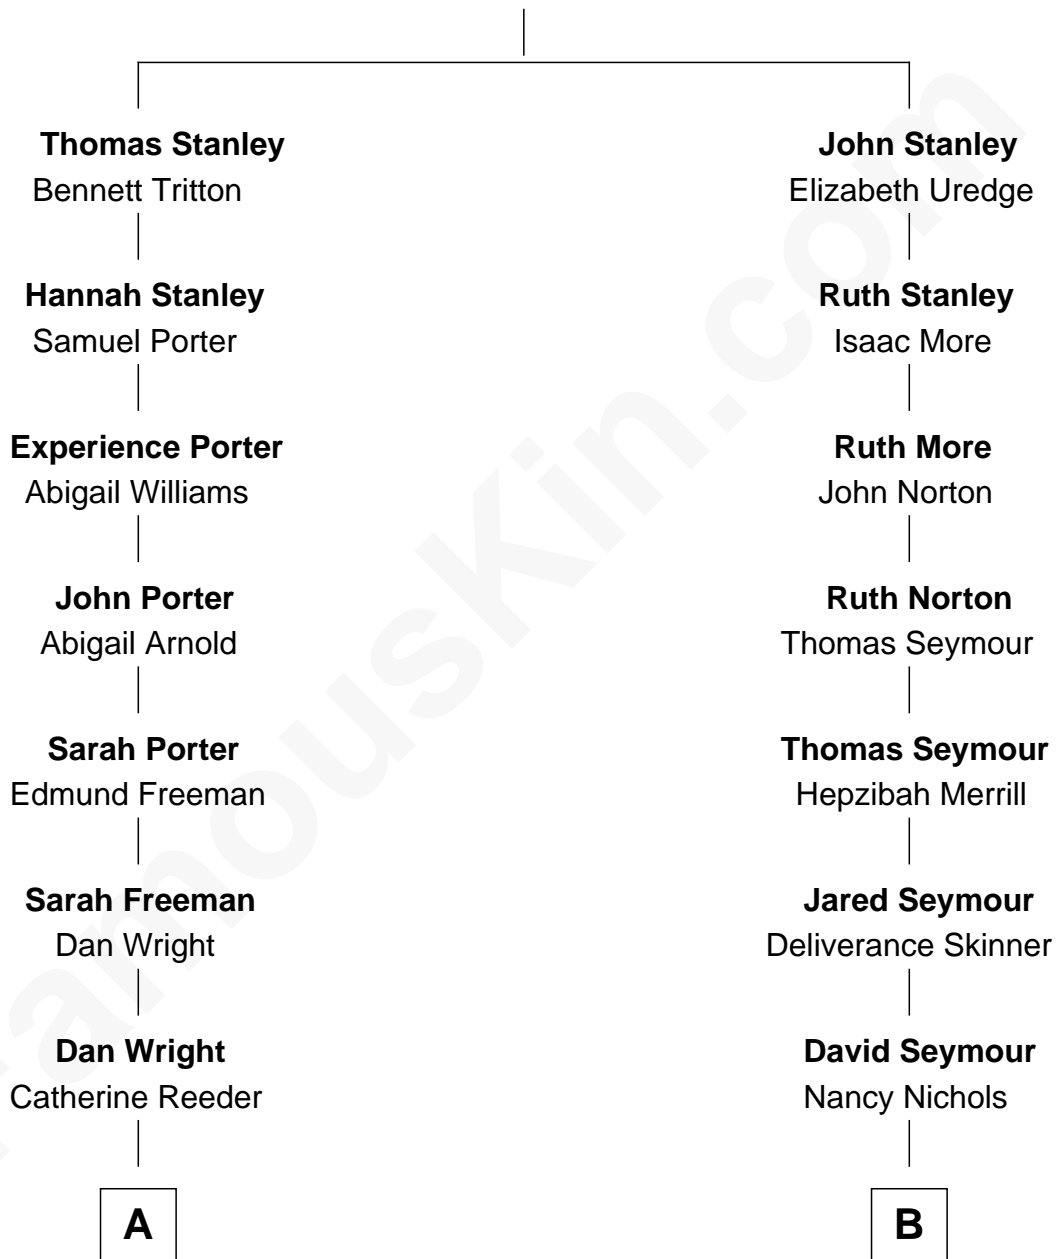 Thomas Stanley
Bennett Tritton
Hannah Stanley
Samuel Porter
Experience Porter
Abigail Williams
John Porter
Abigail Arnold
Sarah Porter
Edmund Freeman
Sarah Freeman
Dan Wright
Dan Wright
Catherine Reeder
A
John Stanley
Elizabeth Uredge
Ruth Stanley
Isaac More
Ruth More
John Norton
Ruth Norton
Thomas Seymour
Thomas Seymour
Hepzibah Merrill
Jared Seymour
Deliverance Skinner
David Seymour
Nancy Nichols
B
FamousKin.com